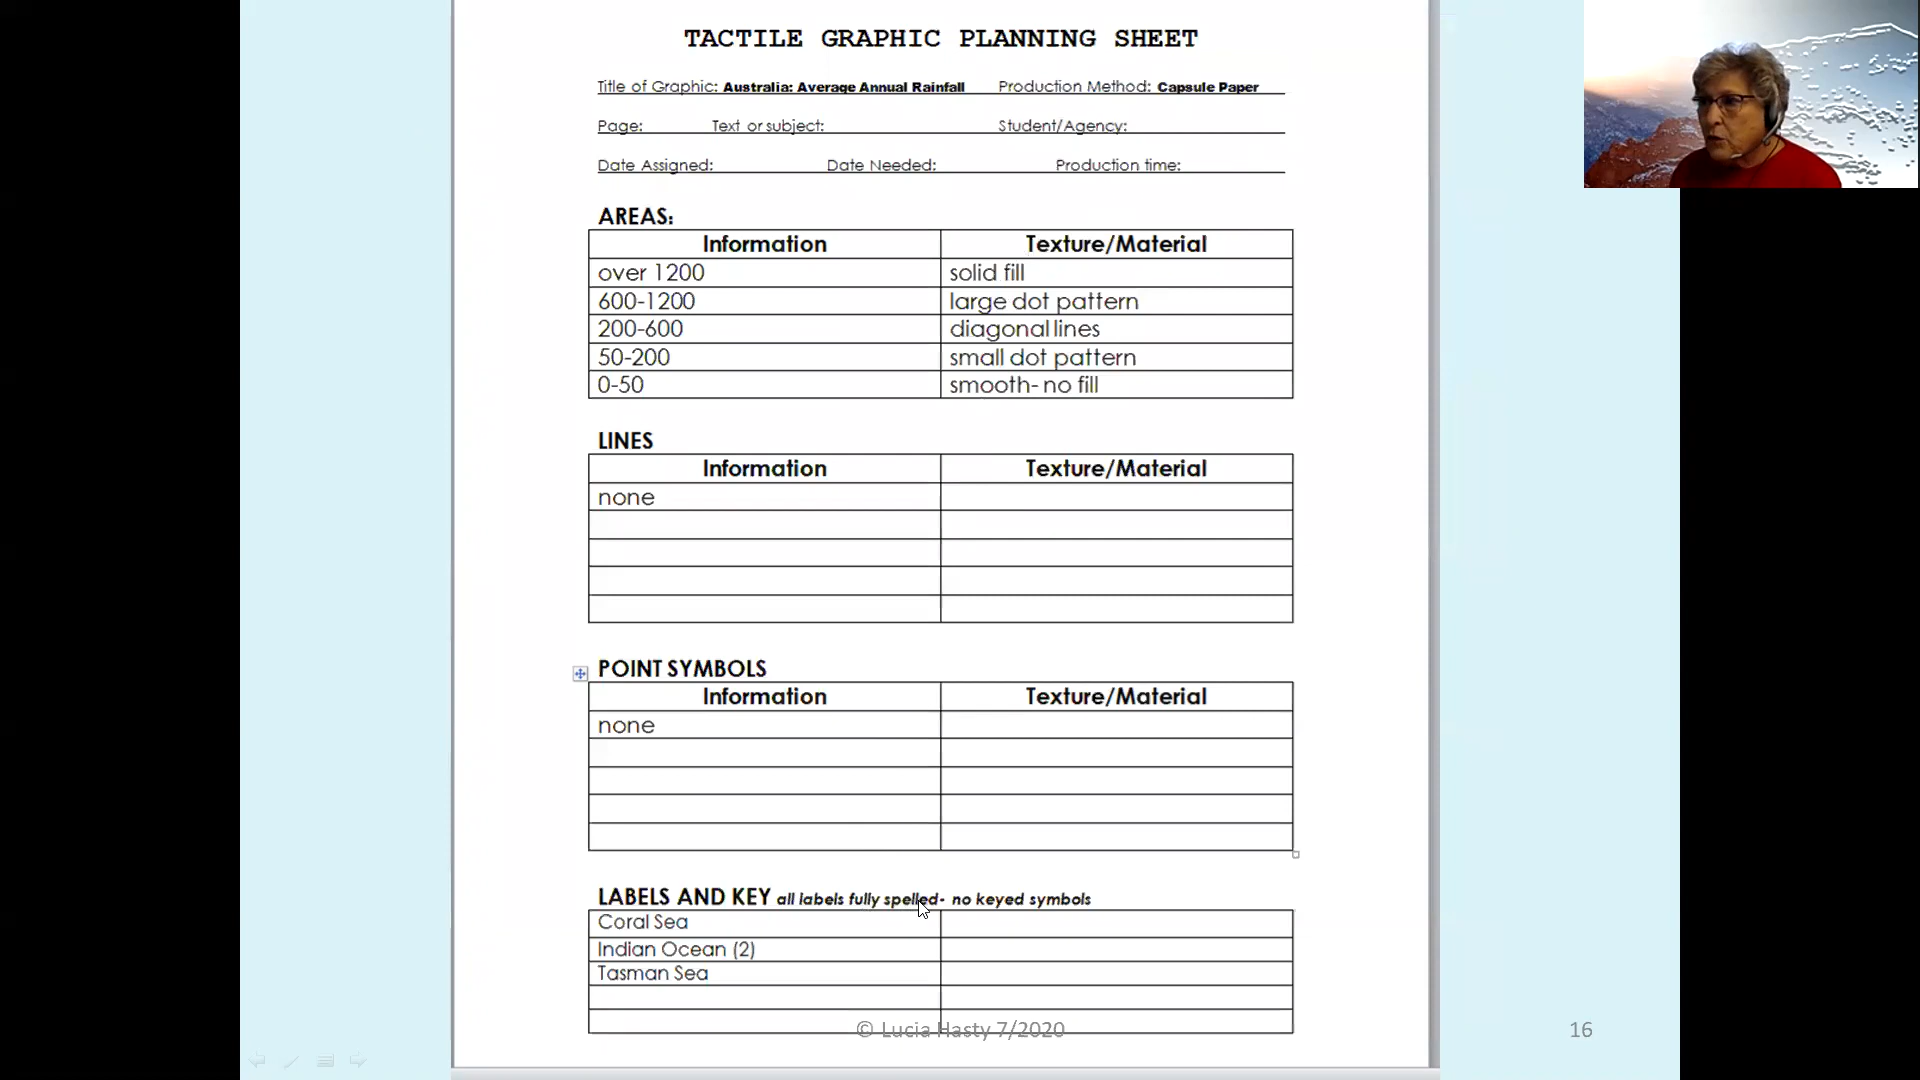 TACTILE GRAPHIC PLANNING SHEET
Title of Graphic: Australia: Average Annual Rainfall Production Method: Capsule Paper
Page: Text or subject: Student/Agency:
Date Assigned: Date Needed: Production time:
AREAS:
Information Texture/Material
over 1200 solid fill
600-1200 large dot pattern
200-600 diagonal lines
50-200 small dot pattern
0-50 smooth- no fill
LINES
Information Texture/Material
none
POINT SYMBOLS
Information Texture/Material
none
LABELS AND KEY all labels fully spelled- no keyed symbols
Coral Sea
Indian Ocean (2)
Tasman Sea
© Lucia Hasty 7/2020 16